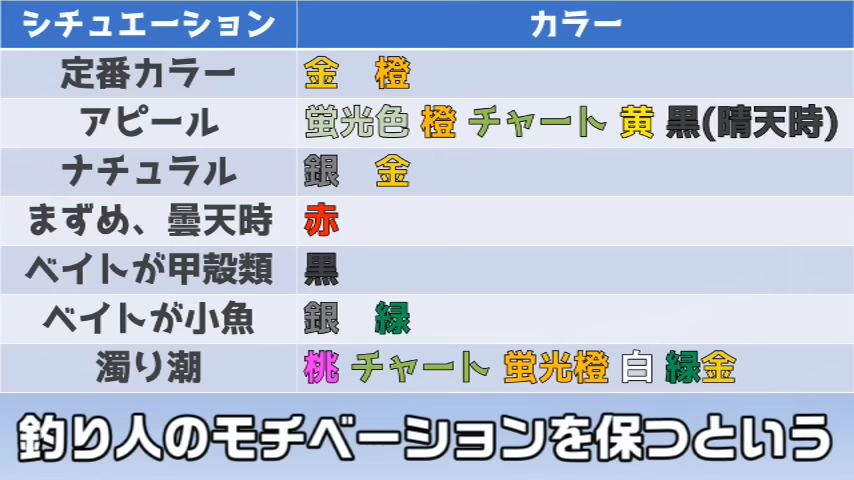 シチュエーション カラー
定番カラー 金 橙
アピール 蛍光色 橙 チャート 黄 黒(晴天時)
ナチュラル 銀 金
まずめ、曇天時 赤
ベイトが甲殻類 黒
ベイトが小魚 銀 緑
濁り潮 桃 チャート 蛍光橙 白 緑金
釣り人のモチベーションを保つという